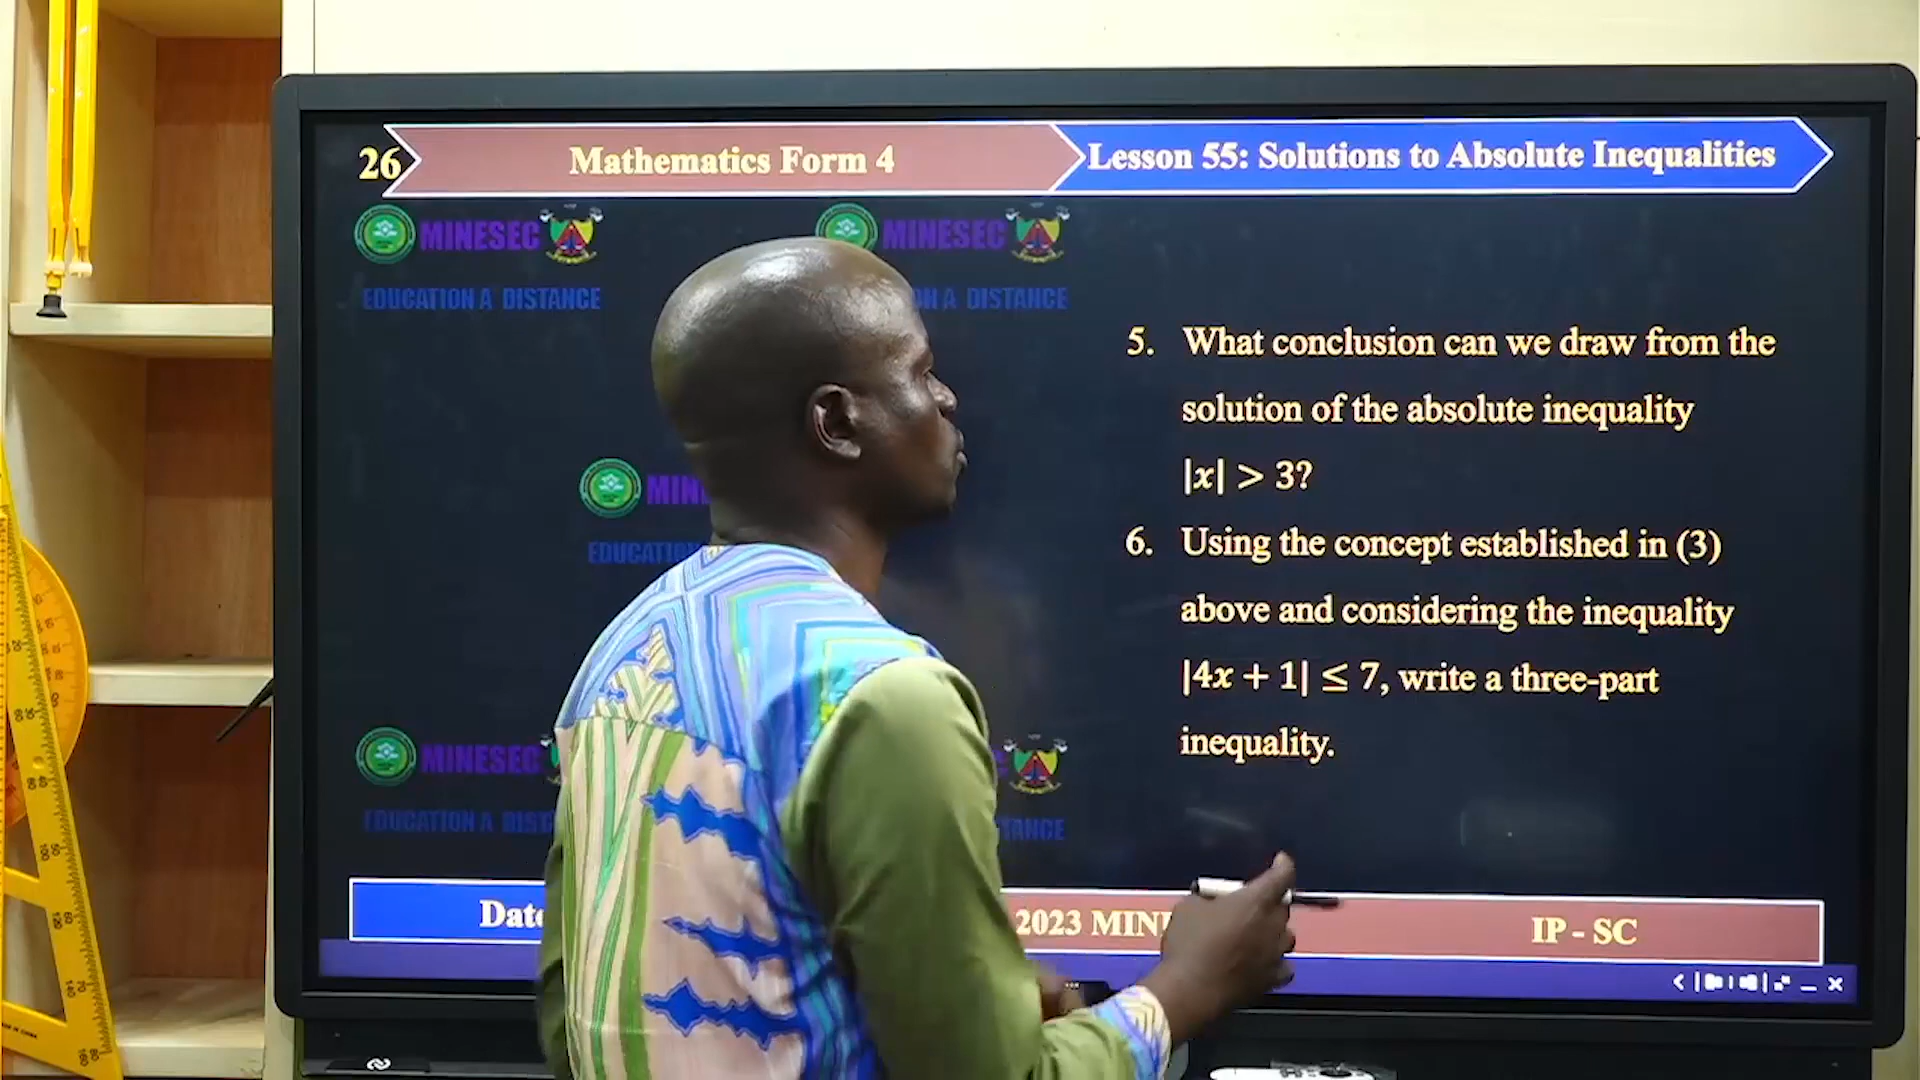 26
Mathematics Form 4
Lesson 55: Solutions to Absolute Inequalities
MINESEC
MINESEC
EDUCATION A DISTANCE
A DISTANCE
5. What conclusion can we draw from the
solution of the absolute inequality
|x| > 3?
6. Using the concept established in (3)
above and considering the inequality
|4x + 1| ≤ 7, write a three-part
inequality.
MINESEC
EDUCATION A
2023
IP - SC